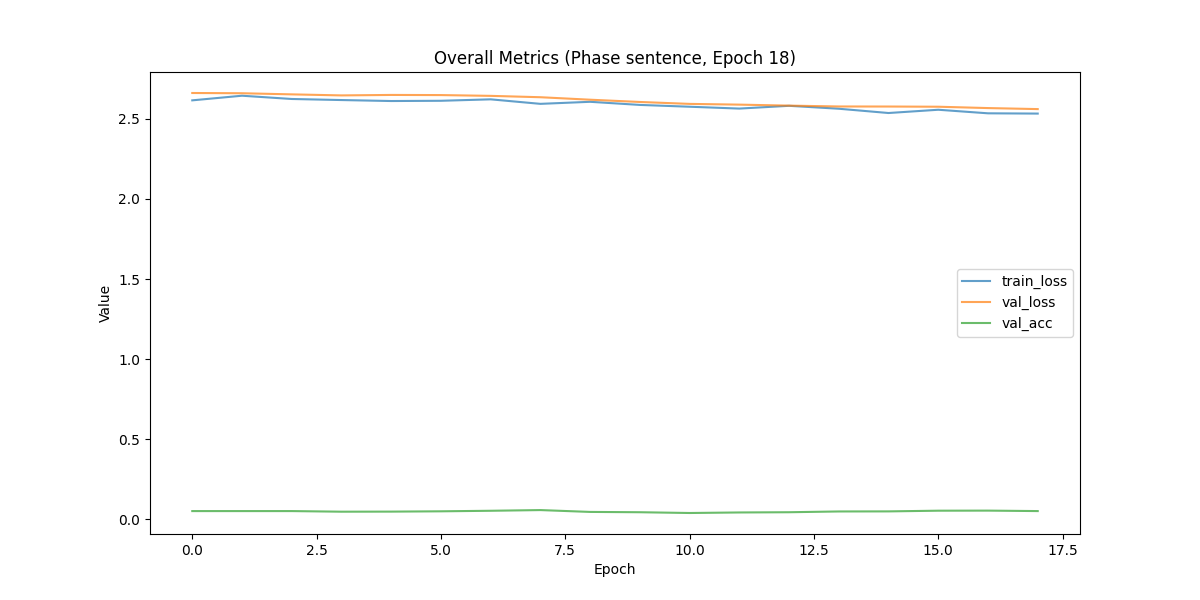 Overall Metrics (Phase sentence, Epoch 18)
Value
2.5
2.0
1.5
1.0
0.5
0.0
train_loss
val_loss
val_acc
0.0 2.5 5.0 7.5 10.0 12.5 15.0 17.5
Epoch